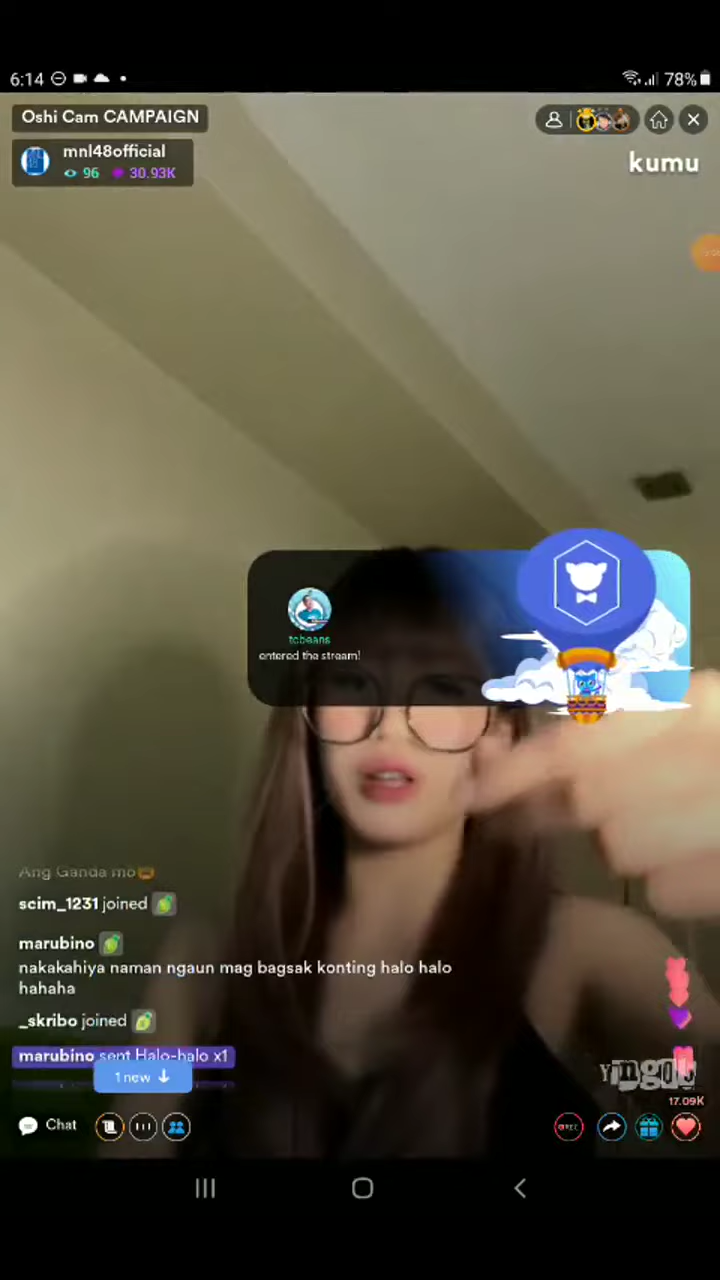 6:14
78%
Oshi Cam CAMPAIGN
mnl48official
96 30.93K
kumu
tcbeans
entered the stream!
Ang Ganda mo
scim_1231 joined
marubino
nakakahiya naman ngaun mag bagsak konting halo halo
hahaha
_skribo joined
marubino sent Halo-halo x1
1 new
17.09K
Chat